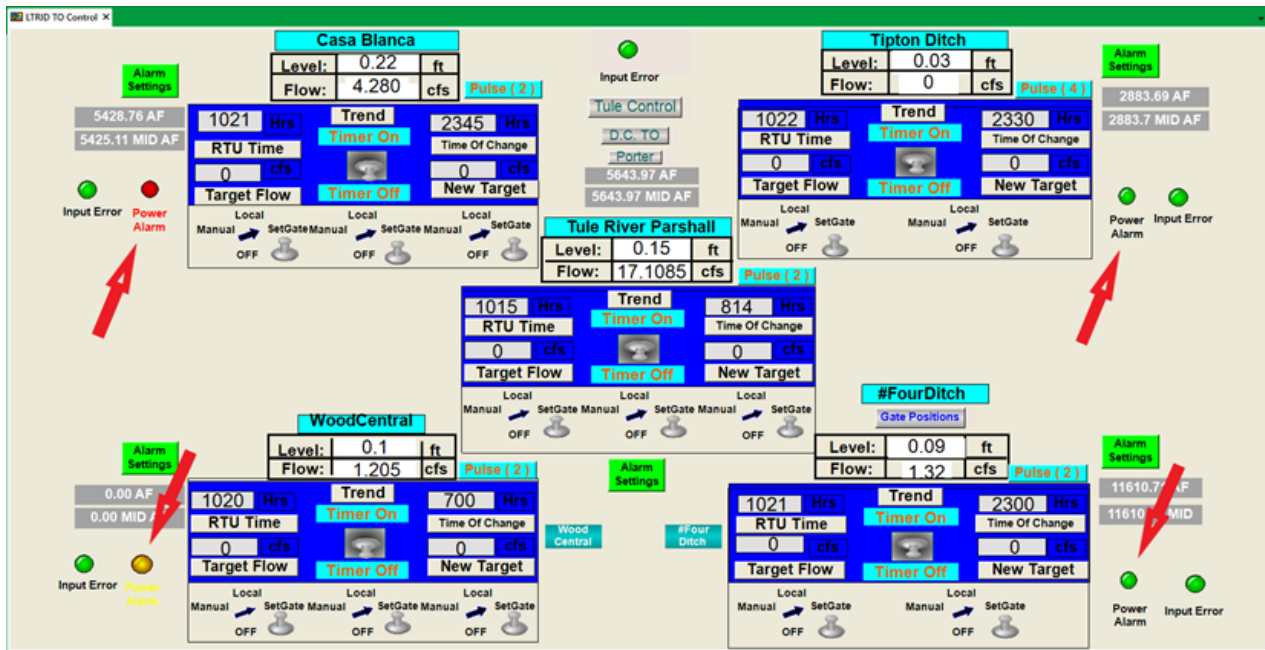 LTRID TO Control X
Casa Blanca
Level: 0.22 ft
Flow: 4.280 cfs
Pulse ( 2 )
Alarm
Settings
5428.76 AF
5425.11 MID AF
Input Error
Power
Alarm
1021 Hrs
RTU Time
0 cfs
Target Flow
Trend
Timer On
Timer Off
2345 Hrs
Time Of Change
0 cfs
New Target
Local
Manual SetGate
OFF
Local
Manual SetGate
OFF
Local
Manual SetGate
OFF
Input Error
Tule Control
D.C. TO
Porter
5643.97 AF
5643.97 MID AF
Tipton Ditch
Level: 0.03 ft
Flow: 0 cfs
Pulse ( 4 )
Alarm
Settings
2883.69 AF
2883.7 MID AF
Power
Alarm
Input Error
1022 Hrs
RTU Time
0 cfs
Target Flow
Trend
Timer On
Timer Off
2330 Hrs
Time Of Change
0 cfs
New Target
Local
Manual SetGate
OFF
Local
Manual SetGate
OFF
Tule River Parshall
Level: 0.15 ft
Flow: 17.1085 cfs
Pulse ( 2 )
1015 Hrs
RTU Time
0 cfs
Target Flow
Trend
Timer On
Timer Off
814 Hrs
Time Of Change
0 cfs
New Target
Local
Manual SetGate
OFF
Local
Manual SetGate
OFF
Local
Manual SetGate
OFF
Alarm
Settings
Wood
Central
#Four
Ditch
WoodCentral
Level: 0.1 ft
Flow: 1.205 cfs
Pulse ( 2 )
Alarm
Settings
0.00 AF
0.00 MID
Input Error
Power
Alarm
1020 Hrs
RTU Time
0 cfs
Target Flow
Trend
Timer On
Timer Off
700 Hrs
Time Of Change
0 cfs
New Target
Local
Manual SetGate
OFF
Local
Manual SetGate
OFF
Local
Manual SetGate
OFF
#FourDitch
Gate Positions
Level: 0.09 ft
Flow: 1.32 cfs
Pulse ( 2 )
Alarm
Settings
MID
Power
Alarm
Input Error
1021 Hrs
RTU Time
0 cfs
Target Flow
Trend
Timer On
Timer Off
2300 Hrs
Time Of Change
0 cfs
New Target
Local
Manual SetGate
OFF
Local
Manual SetGate
OFF